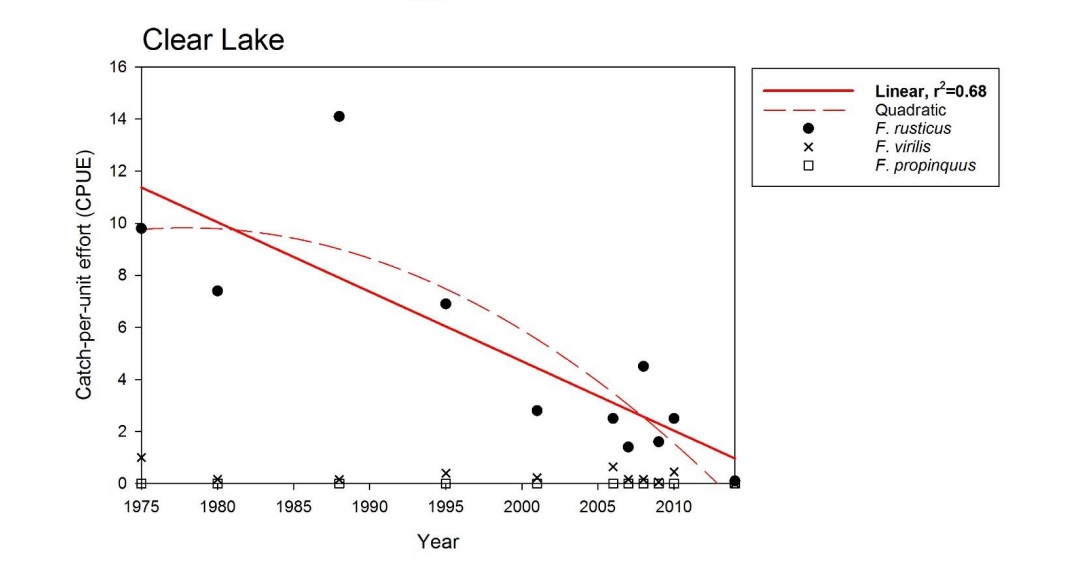 Clear Lake
16
14
12
10
8
6
4
2
0
Catch-per-unit effort (CPUE)
1975 1980 1985 1990 1995 2000 2005 2010
Year
Linear, r²=0.68
Quadratic
F. rusticus
F. virilis
F. propinquus